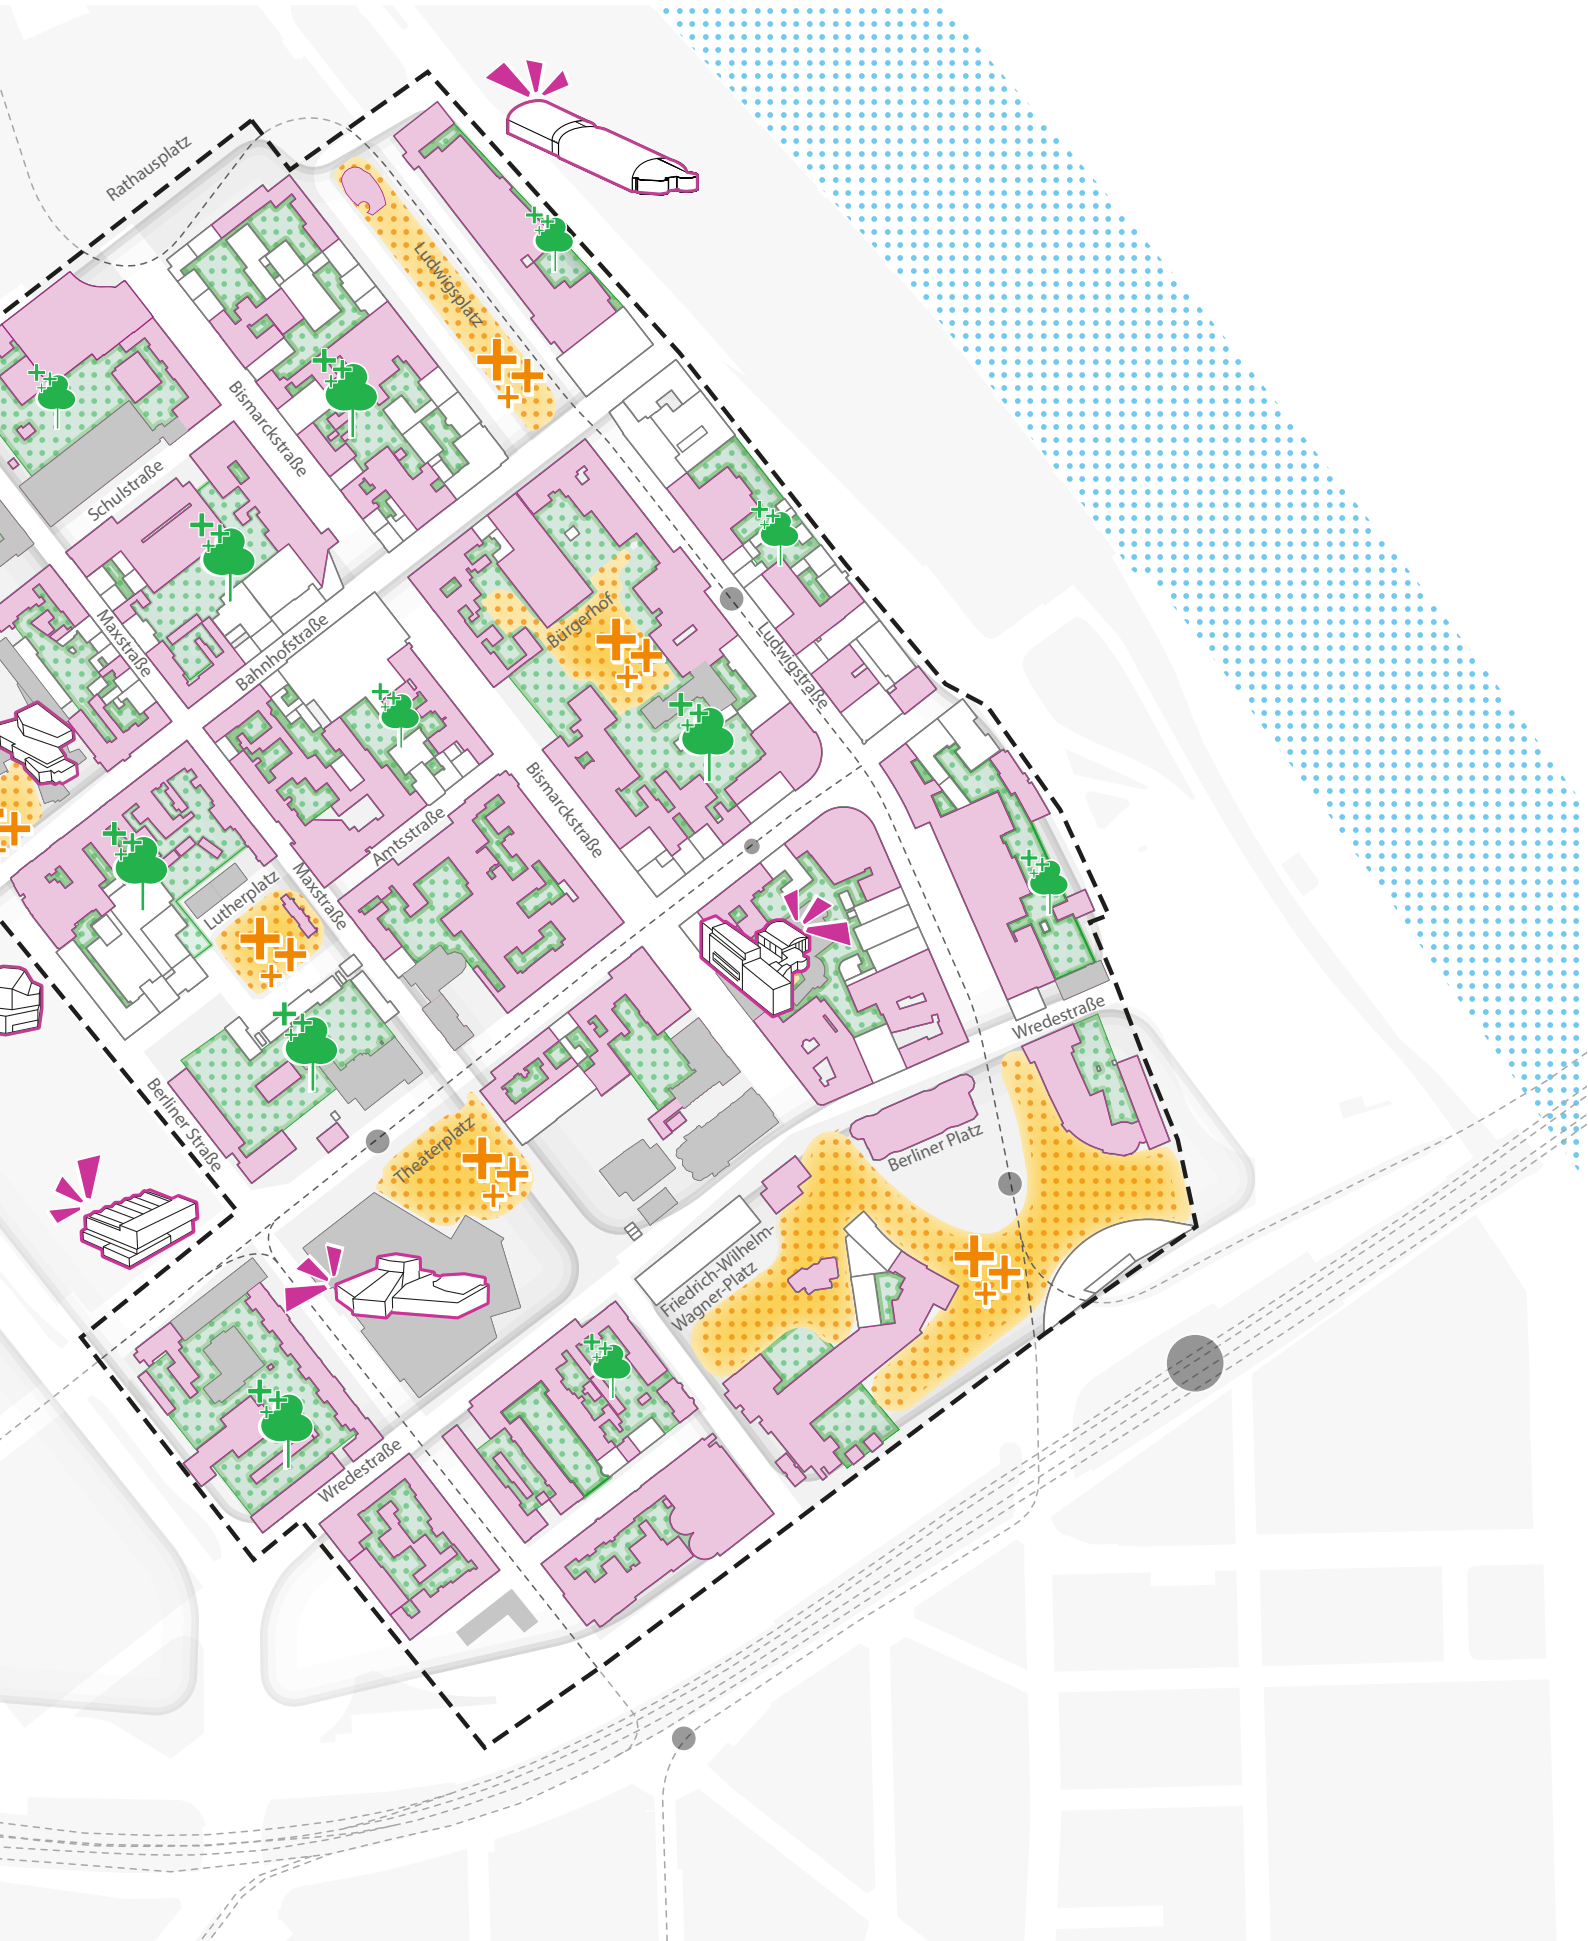 Rathausplatz
Ludwigsplatz
Bismarckstraße
Schulstraße
Maxstraße
Bahnhofstraße
Bürgerhof
Ludwigstraße
Bismarckstraße
Amtsstraße
Maxstraße
Lutherplatz
Wredestraße
Berliner Straße
Theaterplatz
Berliner Platz
Friedrich-Wilhelm-
Wagner-Platz
Wredestraße